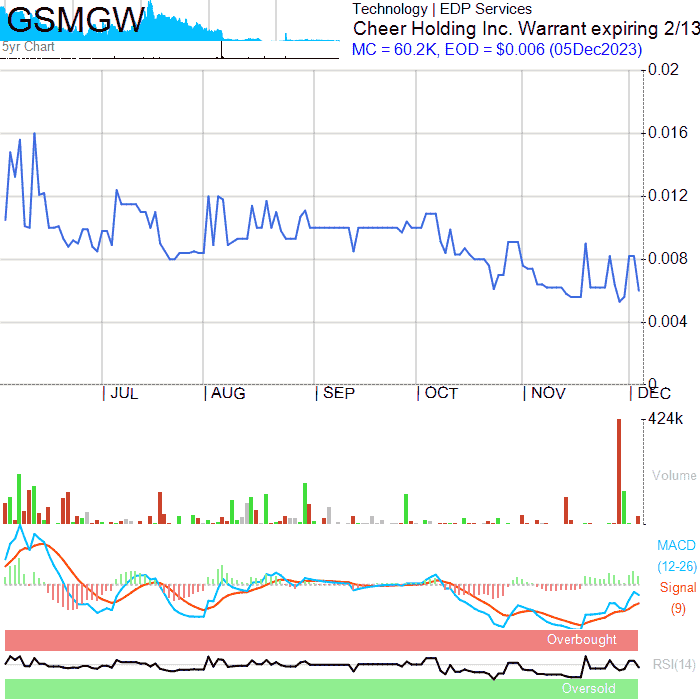 GSMGW
5yr Chart
Technology | EDP Services
Cheer Holding Inc. Warrant expiring 2/13
MC = 60.2K, EOD = $0.006 (05Dec2023)
0.02
0.016
0.012
0.008
0.004
0
JUL AUG SEP OCT NOV DEC
424k
Volume
MACD
(12-26)
Signal
(9)
Overbought
RSI(14)
Oversold